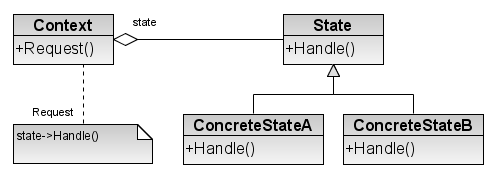 Context
+Request()
state
State
+Handle()
Request
state->Handle()
ConcreteStateA
+Handle()
ConcreteStateB
+Handle()